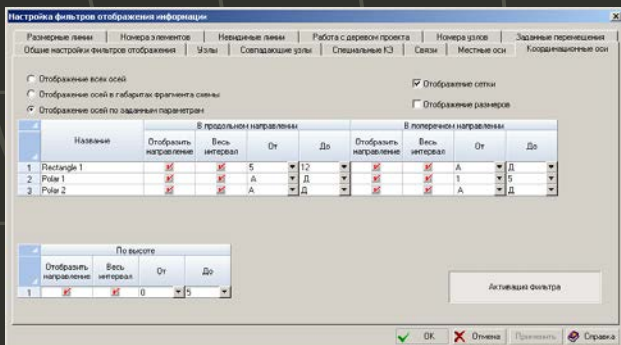 Настройка фильтров отображения информации
Размерные линии Номера элементов Невидимые линии Работа с деревом проекта Номера узлов Заданные перемещения
Общие настройки фильтров отображения Узлы Совпадающие узлы Специальные КЭ Связи Местные оси Координационные оси
Отображение всех осей
Отображение осей в габаритах фрагмента схемы
Отображение осей по заданным параметрам
Отображение сетки
Отображение размеров
Название В продольном направлении В поперечном направлении
Отобразить направление Весь интервал От До Отобразить направление Весь интервал От До
1 Rectangle 1 5 12 А Д
2 Polar 1 А Д 1 5
3 Polar 2 А Д А Д
По высоте
Отобразить направление Весь интервал От До
1 0 5
Активация фильтра
OK Отмена Применить Справка